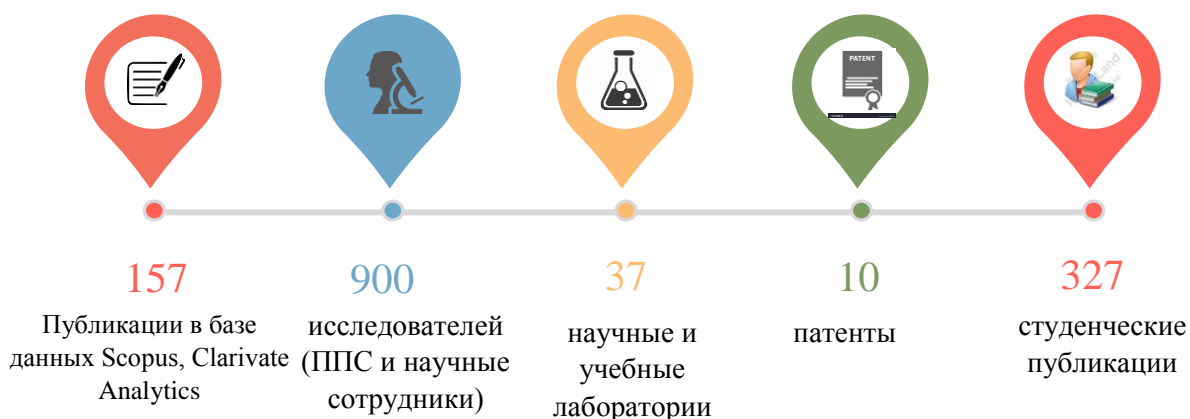 PATENT
157
Публикации в базе
данных Scopus, Clarivate
Analytics
900
исследователей
(ППС и научные
сотрудники)
37
научные и
учебные
лаборатории
10
патенты
327
студенческие
публикации